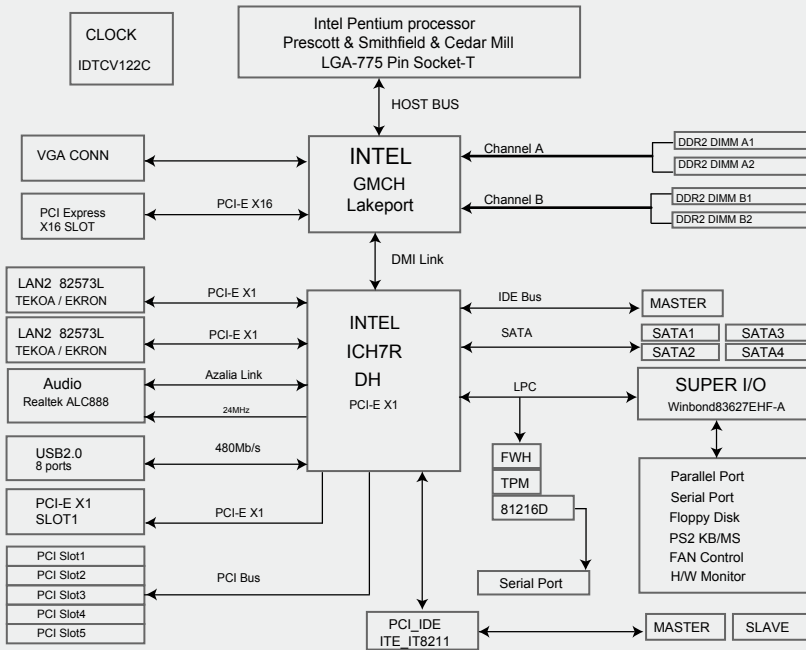 CLOCK
IDTCV122C
Intel Pentium processor
Prescott & Smithfield & Cedar Mill
LGA-775 Pin Socket-T
HOST BUS
VGA CONN
INTEL
GMCH
Lakeport
Channel A
DDR2 DIMM A1
DDR2 DIMM A2
PCI Express
X16 SLOT
PCI-E X16
Channel B
DDR2 DIMM B1
DDR2 DIMM B2
DMI Link
LAN2 82573L
TEKOA / EKRON
PCI-E X1
LAN2 82573L
TEKOA / EKRON
PCI-E X1
INTEL
ICH7R
DH
PCI-E X1
IDE Bus
MASTER
SATA
SATA1
SATA3
SATA2
SATA4
Audio
Realtek ALC888
Azalia Link
24MHz
LPC
SUPER I/O
Winbond83627EHF-A
USB2.0
8 ports
480Mb/s
FWH
TPM
81216D
Serial Port
Parallel Port
Serial Port
Floppy Disk
PS2 KB/MS
FAN Control
H/W Monitor
PCI-E X1
SLOT1
PCI-E X1
PCI Slot1
PCI Slot2
PCI Slot3
PCI Slot4
PCI Slot5
PCI Bus
PCI_IDE
ITE_IT8211
MASTER
SLAVE